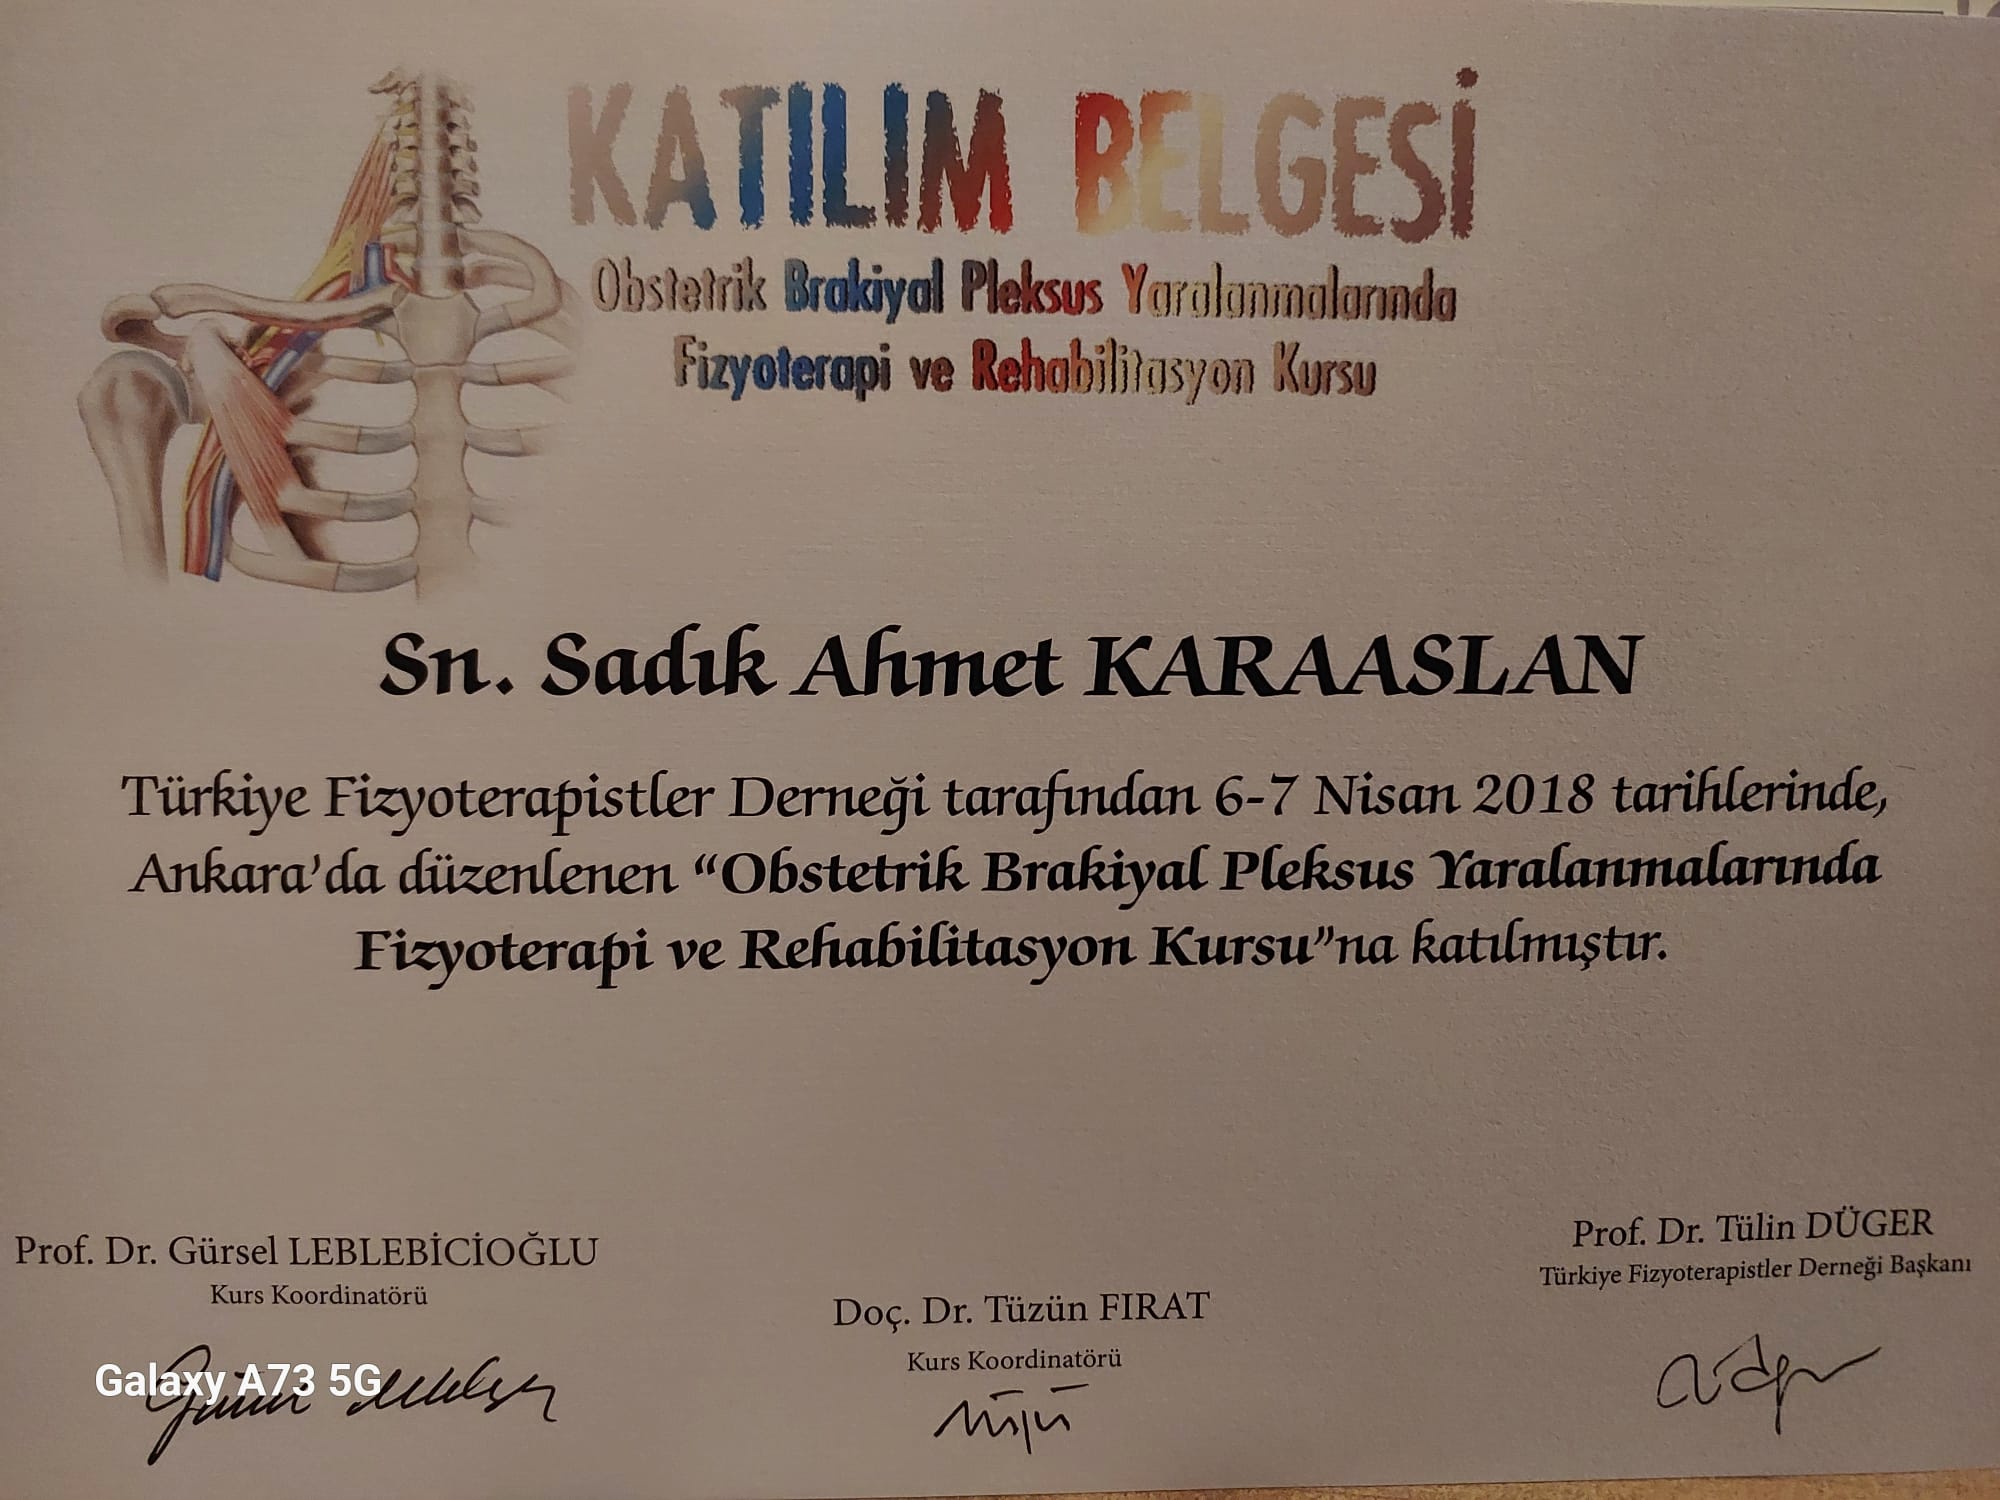 KATILIM BELGESİ
Obstetrik Brakiyal Pleksus Yaralanmalarında
Fizyoterapi ve Rehabilitasyon Kursu
Sn. Sadık Ahmet KARAASLAN
Türkiye Fizyoterapistler Derneği tarafından 6-7 Nisan 2018 tarihlerinde,
Ankara'da düzenlenen “Obstetrik Brakiyal Pleksus Yaralanmalarında
Fizyoterapi ve Rehabilitasyon Kursu”na katılmıştır.
Prof. Dr. Gürsel LEBLEBİCİOĞLU
Kurs Koordinatörü
Doç. Dr. Tüzün FIRAT
Kurs Koordinatörü
Prof. Dr. Tülin DÜGER
Türkiye Fizyoterapistler Derneği Başkanı
Galaxy A73 5G